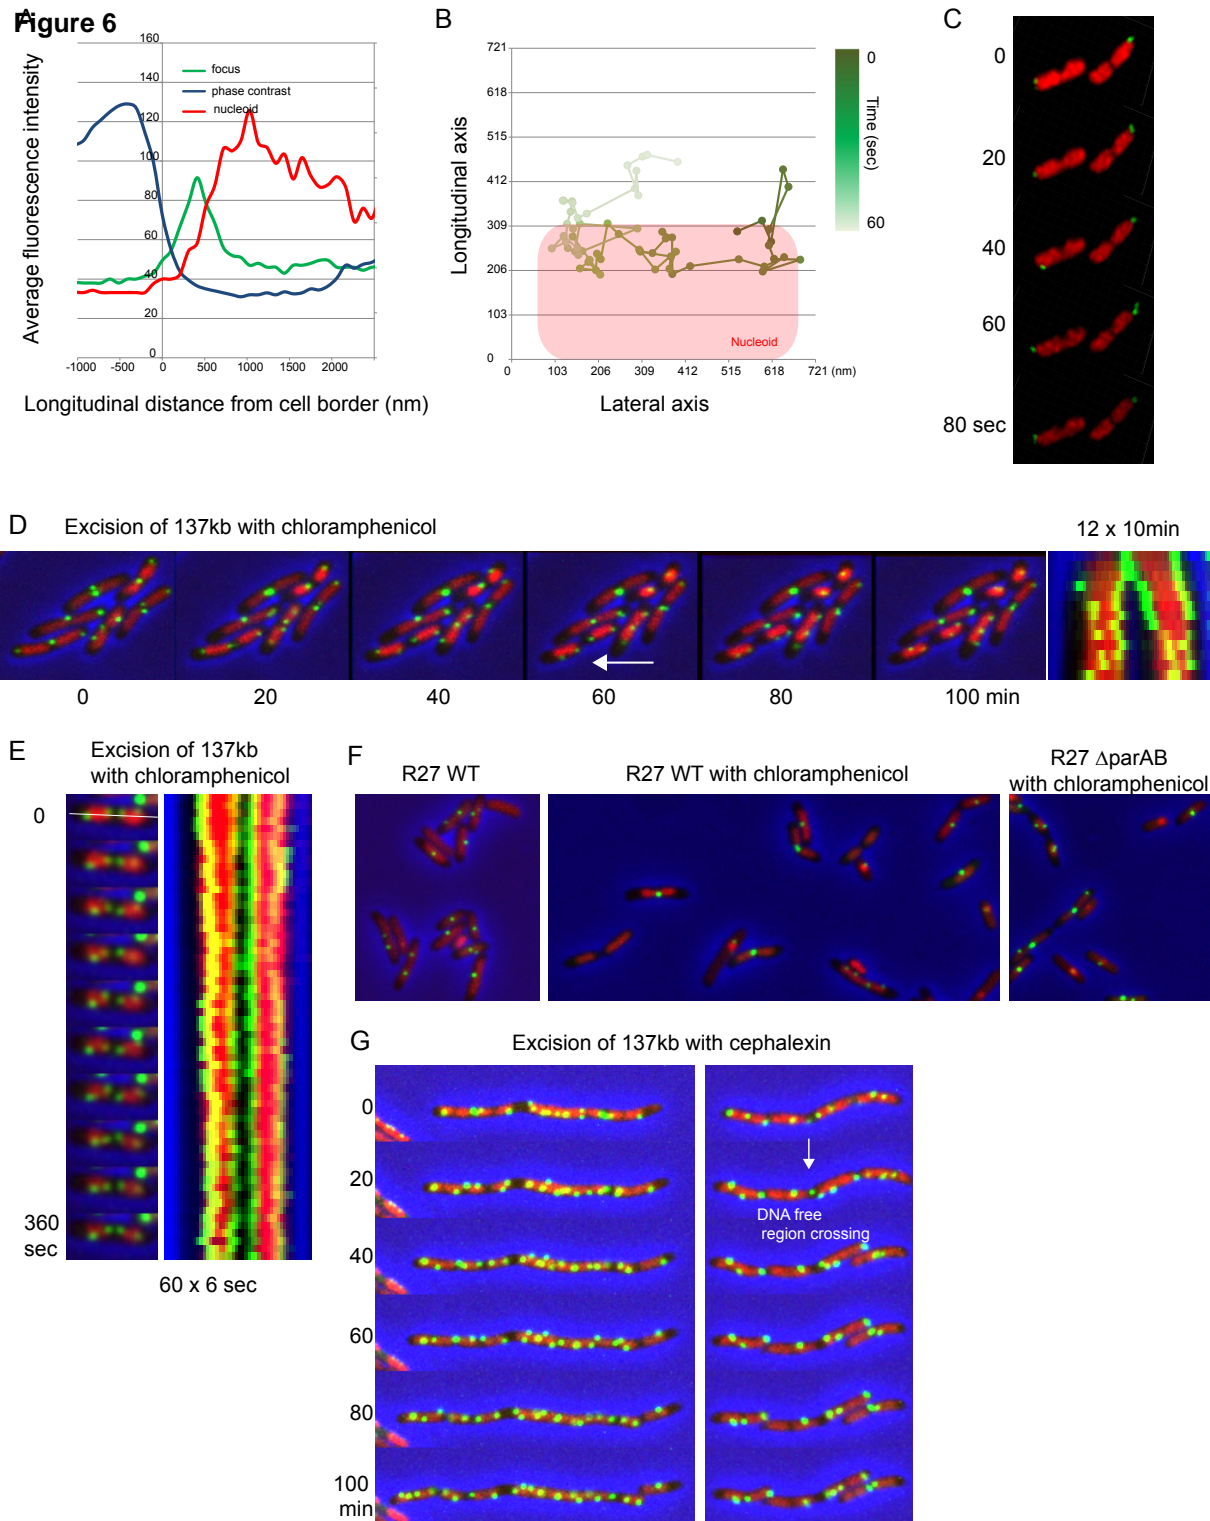 Figure 6
A
Average fluorescence intensity
160
140
120
100
80
60
40
20
0
focus
phase contrast
nucleoid
-1000 -500 0 500 1000 1500 2000
Longitudinal distance from cell border (nm)
B
Longitudinal axis
721
618
515
412
309
206
103
0
Nucleoid
0 103 206 309 412 515 618 721 (nm)
Lateral axis
0
Time (sec)
60
C
0
20
40
60
80 sec
D Excision of 137kb with chloramphenicol
12 x 10min
0 20 40 60 80 100 min
E
Excision of 137kb
with chloramphenicol
0
360
sec
60 x 6 sec
F
R27 WT
R27 WT with chloramphenicol
R27 ΔparAB
with chloramphenicol
G
Excision of 137kb with cephalexin
0
20
40
60
80
100
min
DNA free
region crossing